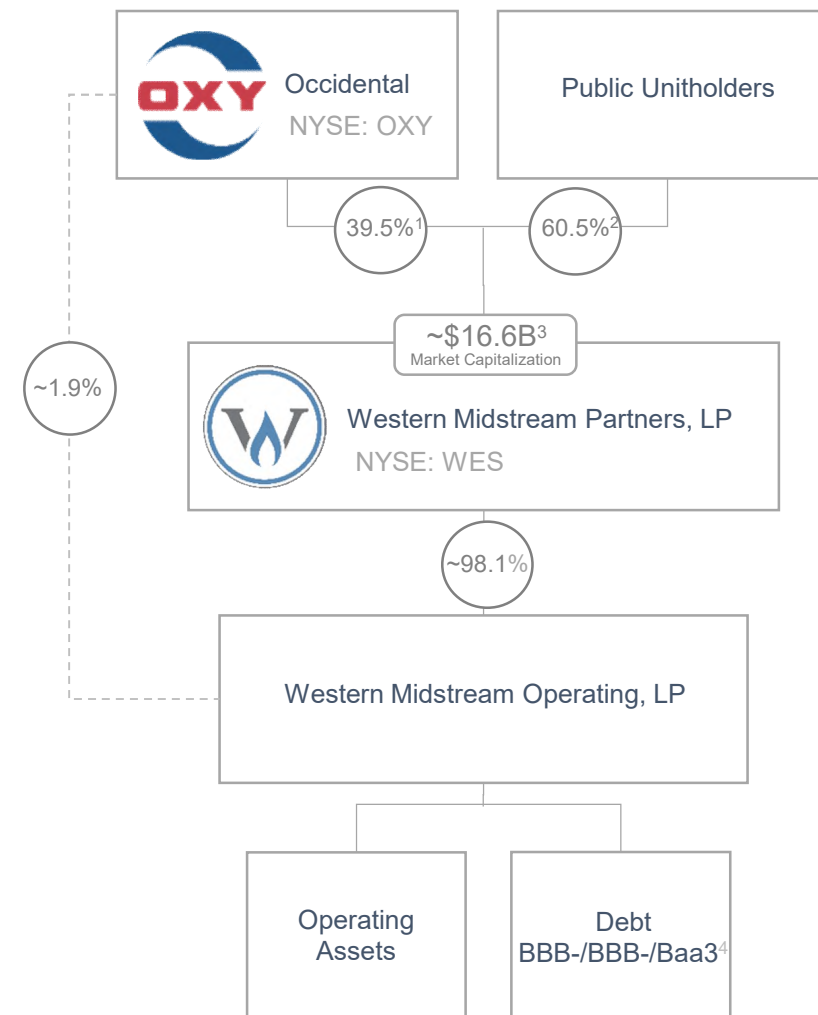 OXY
Occidental
NYSE: OXY
Public Unitholders
39.5%¹
60.5%²
~$16.6B³
Market Capitalization
~1.9%
W
Western Midstream Partners, LP
NYSE: WES
~98.1%
Western Midstream Operating, LP
Operating
Assets
Debt
BBB-/BBB-/Baa3⁴